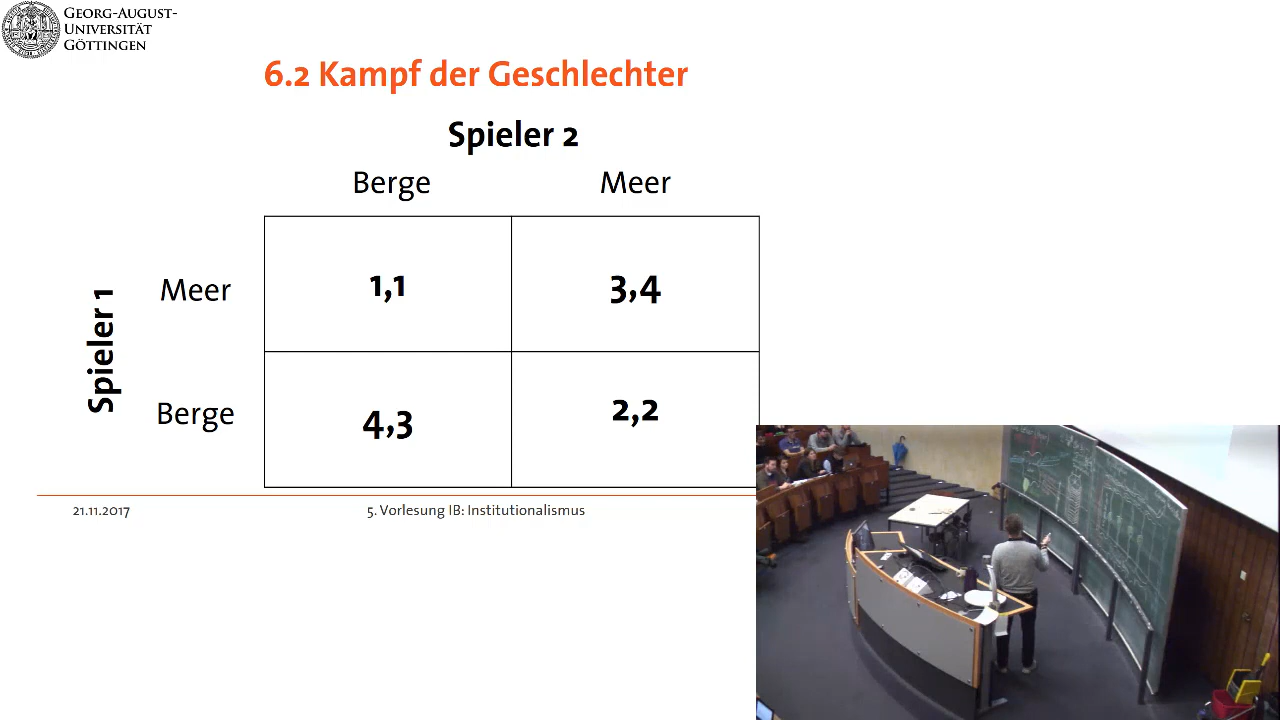 GEORG-AUGUST-
UNIVERSITÄT
GÖTTINGEN
6.2 Kampf der Geschlechter
Spieler 2
Berge Meer
Spieler 1
Meer 1,1 3,4
Berge 4,3 2,2
21.11.2017 5. Vorlesung IB: Institutionalismus